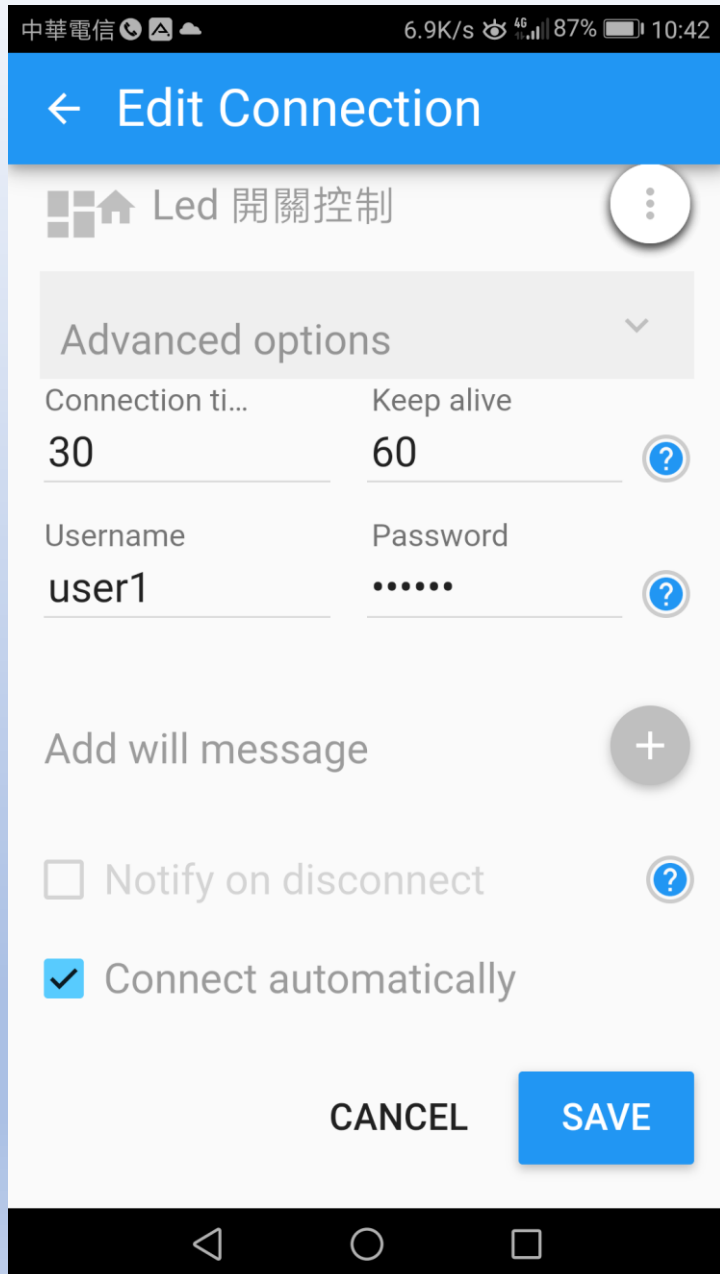 中華電信 6.9K/s 46 87% 10:42
Edit Connection
Led 開關控制
Advanced options
Connection ti... Keep alive
30 60
Username Password
user1 ••••••
Add will message
Notify on disconnect
Connect automatically
CANCEL SAVE